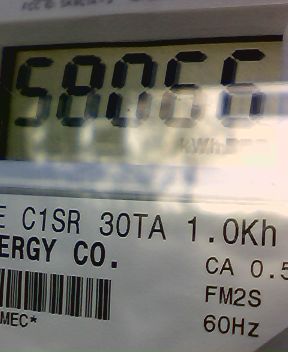 58066
kWh
E C1SR 30TA 1.0Kh
ERGY CO.
CA 0.5
FM2S
MEC*
60Hz